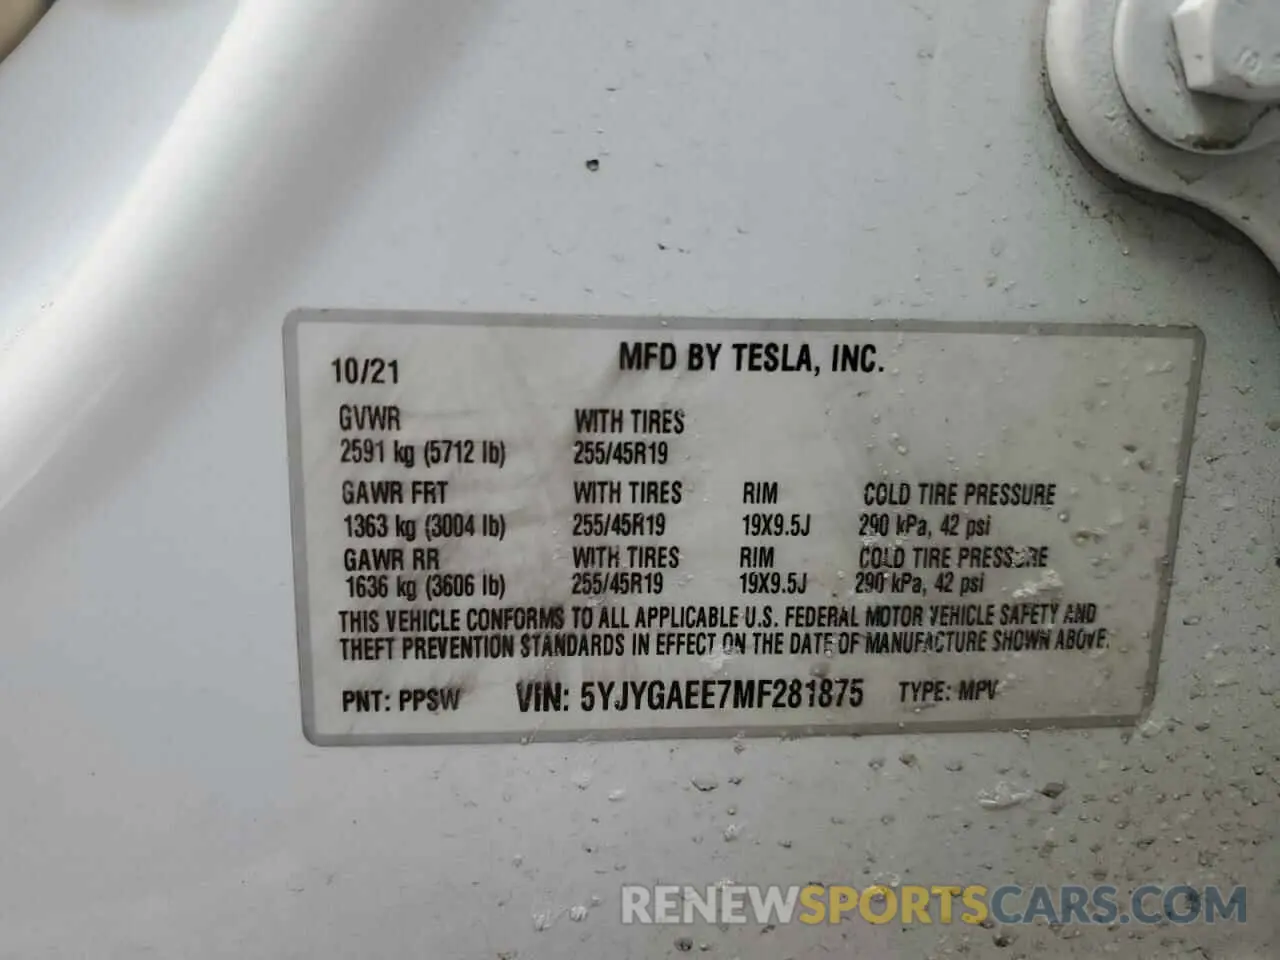 10/21 MFD BY TESLA, INC.
GVWR WITH TIRES
2591 kg (5712 lb) 255/45R19
GAWR FRT WITH TIRES RIM COLD TIRE PRESSURE
1363 kg (3004 lb) 255/45R19 19X9.5J 290 kPa, 42 psi
GAWR RR WITH TIRES RIM COLD TIRE PRESSURE
1636 kg (3606 lb) 255/45R19 19X9.5J 290 kPa, 42 psi
THIS VEHICLE CONFORMS TO ALL APPLICABLE U.S. FEDERAL MOTOR VEHICLE SAFETY AND
THEFT PREVENTION STANDARDS IN EFFECT ON THE DATE OF MANUFACTURE SHOWN ABOVE.
PNT: PPSW VIN: 5YJYGAEE7MF281875 TYPE: MPV
RENEWSPORTSCARS.COM